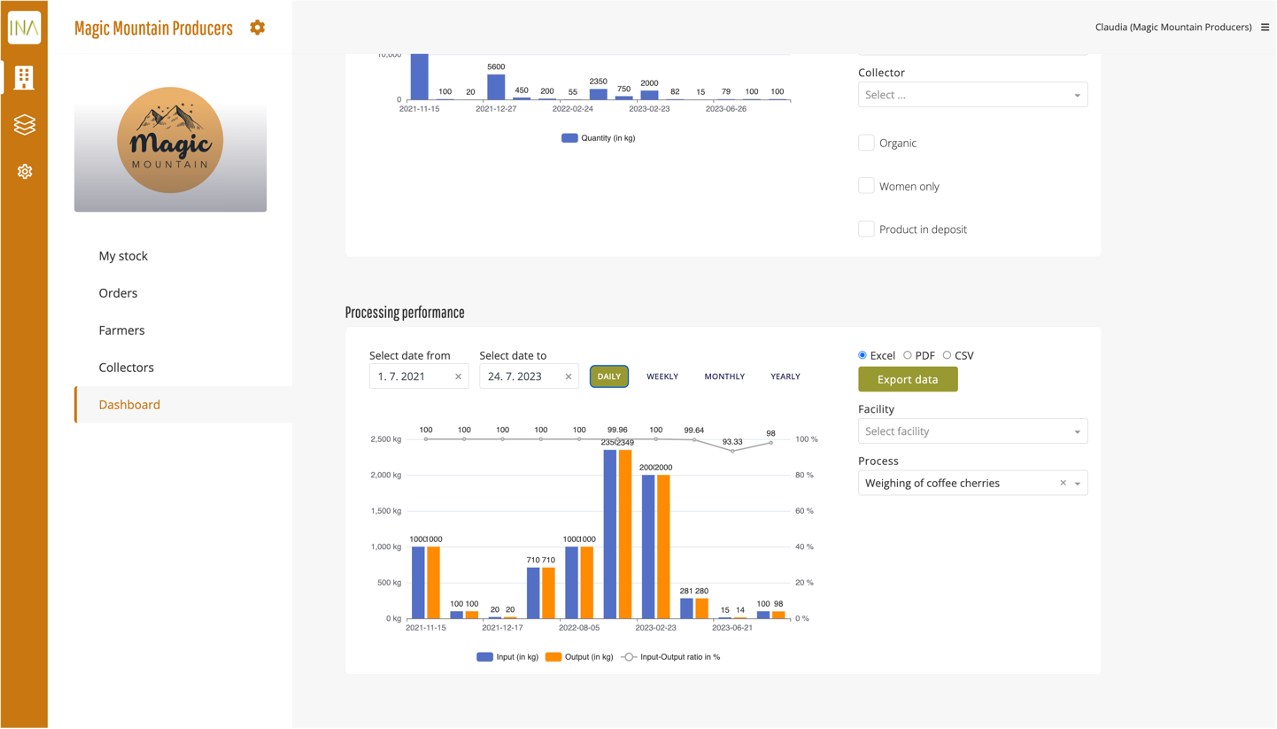 INA
Magic Mountain Producers
Claudia (Magic Mountain Producers)
Magic
MOUNTAIN
My stock
Orders
Farmers
Collectors
Dashboard
10,000
0
100
20
5600
450
200
55
2350
750
2000
82
15
79
100
100
2021-11-15
2021-12-27
2022-02-24
2023-02-23
2023-06-26
Quantity (in kg)
Collector
Select ...
Organic
Women only
Product in deposit
Processing performance
Select date from
1. 7. 2021 ×
Select date to
24. 7. 2023 ×
DAILY
WEEKLY
MONTHLY
YEARLY
2,500 kg
2,000 kg
1,500 kg
1,000 kg
500 kg
0 kg
100 100 100 100 100 99.96 100 99.64 93.33 98
100 %
80 %
60 %
40 %
20 %
0 %
1000 1000
100 100
20 20
710 710
1000 1000
2350 2349
2000 2000
281 280
15 14
100 98
2021-11-15
2021-12-17
2022-08-05
2023-02-23
2023-06-21
Input (in kg) Output (in kg) Input-Output ratio in %
Excel PDF CSV
Export data
Facility
Select facility
Process
Weighing of coffee cherries ×